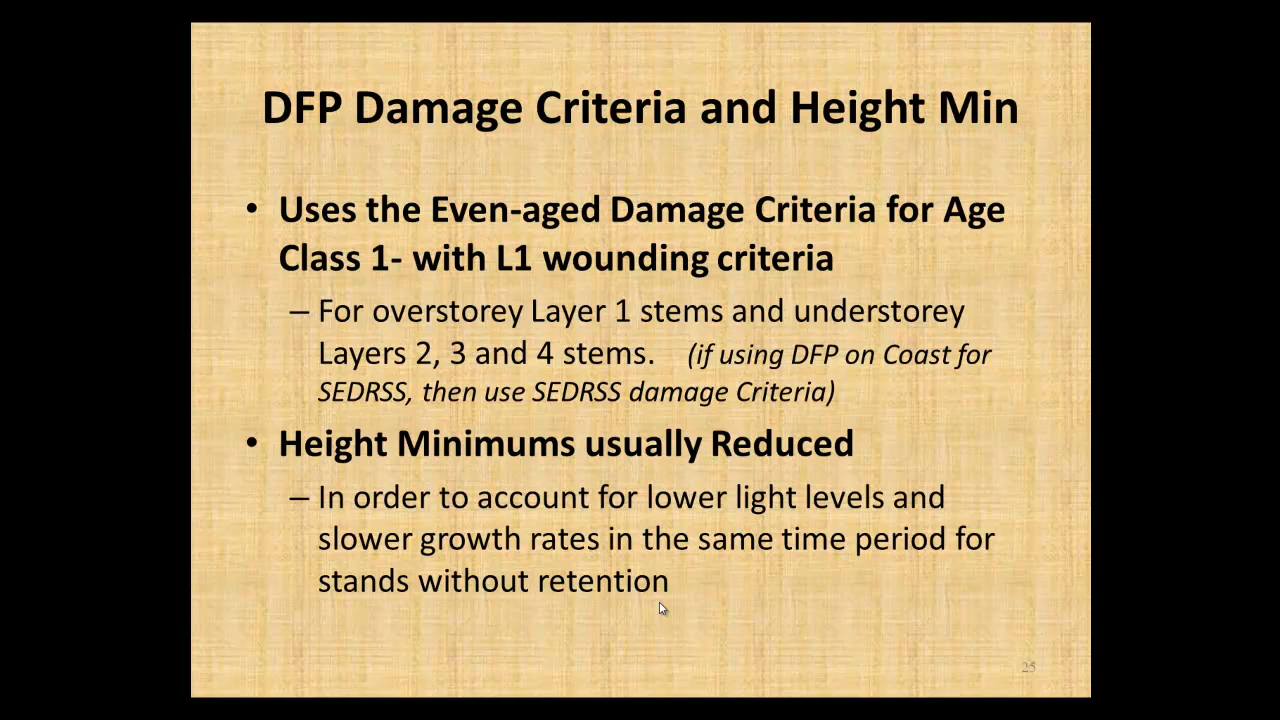 DFP Damage Criteria and Height Min
• Uses the Even-aged Damage Criteria for Age
Class 1- with L1 wounding criteria
– For overstorey Layer 1 stems and understorey
Layers 2, 3 and 4 stems. (if using DFP on Coast for
SEDRSS, then use SEDRSS damage Criteria)
• Height Minimums usually Reduced
– In order to account for lower light levels and
slower growth rates in the same time period for
stands without retention
25